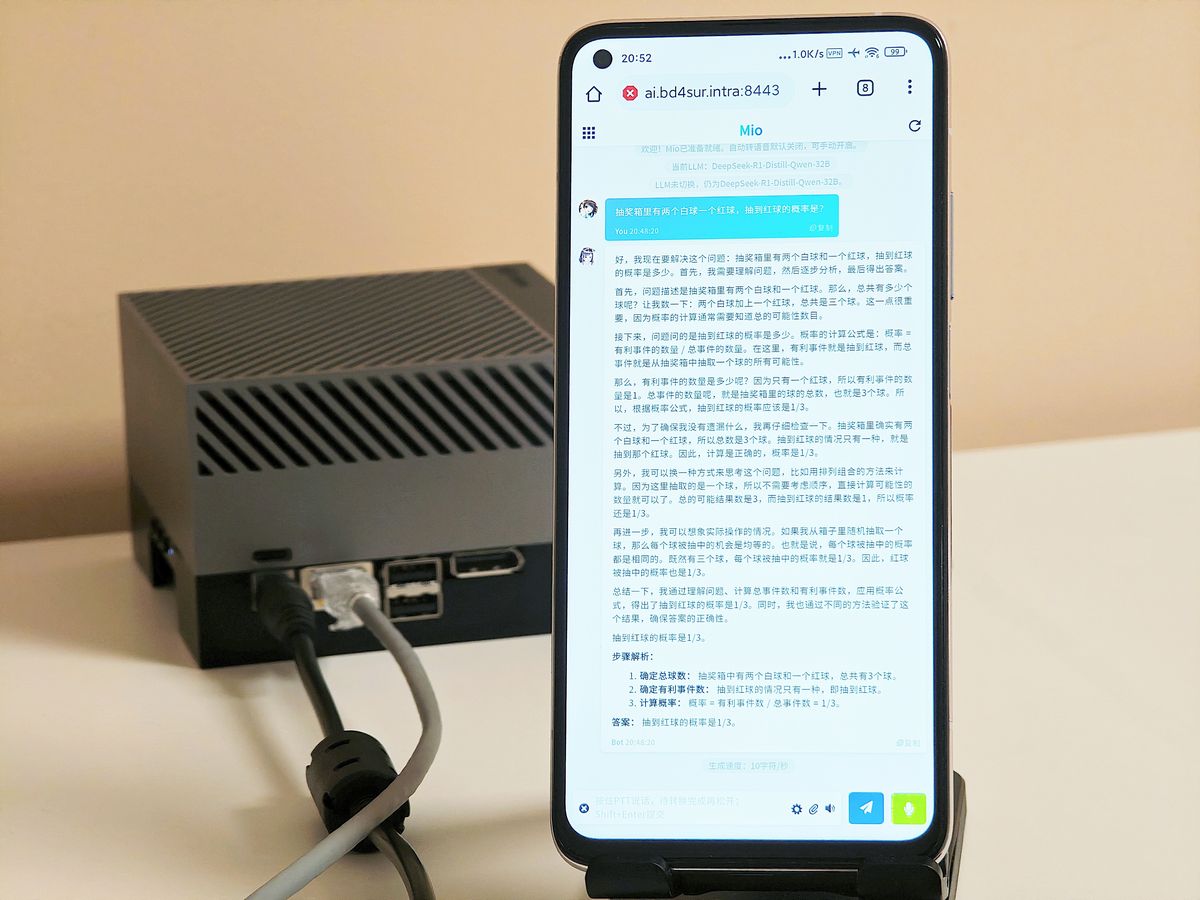 20:52
...1.0K/s VPN 99
ai.bd4sur.intra:8443
8
Mio
欢迎！Mio已准备就绪。自动转语音默认关闭，可手动开启。
当前LLM：DeepSeek-R1-Distill-Qwen-32B
LLM未切换，仍为DeepSeek-R1-Distill-Qwen-32B。
抽奖箱里有两个白球一个红球，抽到红球的概率是？
You 20:48:20
复制
好，我现在要解决这个问题：抽奖箱里有两个白球和一个红球，抽到红球
的概率是多少。首先，我需要理解问题，然后逐步分析，最后得出答案。
首先，问题描述是抽奖箱里有两个白球和一个红球。那么，总共有多少个
球呢？让我数一下：两个白球加上一个红球，总共是三个球。这一点很重
要，因为概率的计算通常需要知道总的可能性数目。
接下来，问题问的是抽到红球的概率是多少。概率的计算公式是：概率 =
有利事件的数量 / 总事件的数量。在这里，有利事件就是抽到红球，而总
事件就是从抽奖箱中抽取一个球的所有可能性。
那么，有利事件的数量是多少呢？因为只有一个红球，所以有利事件的数
量是1。总事件的数量呢，就是抽奖箱里的球的总数，也就是3个球。所
以，根据概率公式，抽到红球的概率应该是1/3。
不过，为了确保我没有遗漏什么，我再仔细检查一下。抽奖箱里确实有两
个白球和一个红球，所以总数是3个球。抽到红球的情况只有一种，就是
抽到那个红球。因此，计算是正确的，概率是1/3。
另外，我可以换一种方式来思考这个问题，比如用排列组合的方法来计
算。因为这里抽取的是一个球，所以不需要考虑顺序，直接计算可能性的
数量就可以了。总的可能结果数是3，而抽到红球的结果数是1，所以概率
还是1/3。
再进一步，我可以想象实际操作的情况。如果我从箱子里随机抽取一个
球，那么每个球被抽中的机会是均等的。也就是说，每个球被抽中的概率
都是相同的。既然有三个球，每个球被抽中的概率就是1/3。因此，红球
被抽中的概率也是1/3。
总结一下，我通过理解问题、计算总事件数和有利事件数，应用概率公
式，得出了抽到红球的概率是1/3。同时，我也通过不同的方法验证了这
个结果，确保答案的正确性。
抽到红球的概率是1/3。
步骤解析：
1. 确定总球数： 抽奖箱中有两个白球和一个红球，总共有3个球。
2. 确定有利事件数： 抽到红球的情况只有一种，即抽到红球。
3. 计算概率： 概率 = 有利事件数 / 总事件数 = 1/3。
答案： 抽到红球的概率是1/3。
Bot 20:48:20
复制
生成速度：10字符/秒
按住PTT说话，待转换完成再松开；
Shift+Enter提交